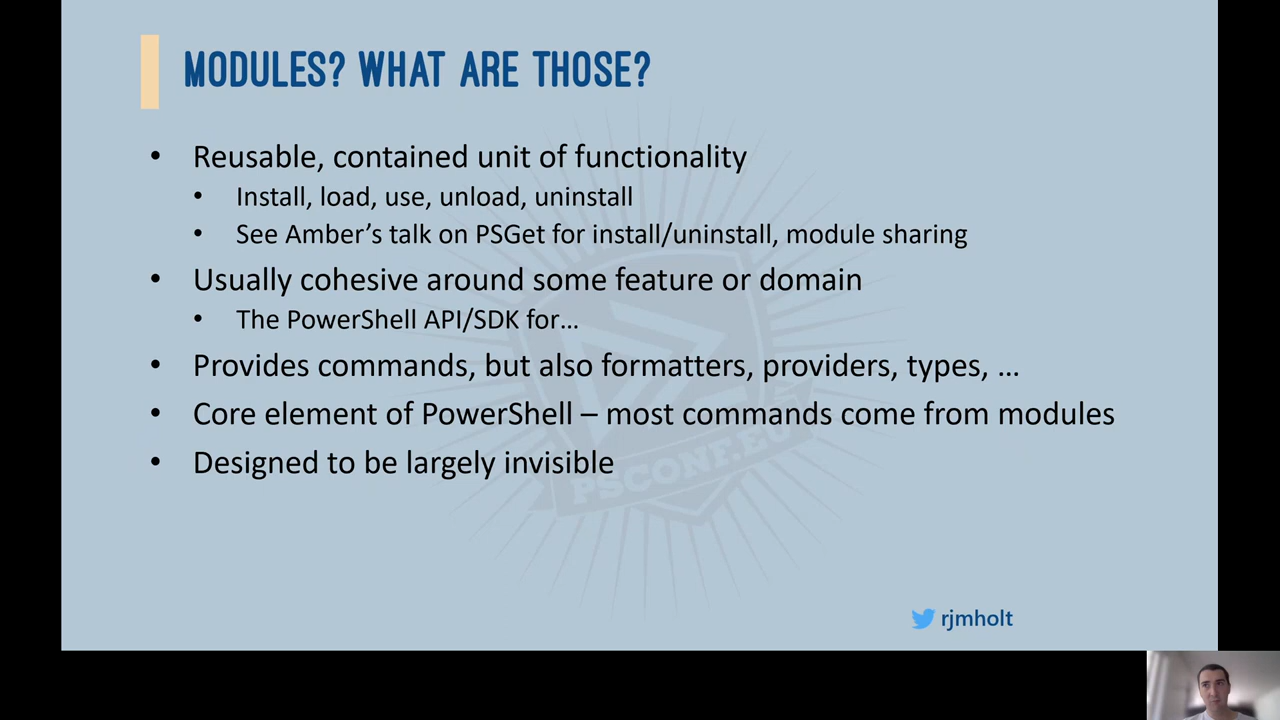 MODULES? WHAT ARE THOSE?
• Reusable, contained unit of functionality
• Install, load, use, unload, uninstall
• See Amber’s talk on PSGet for install/uninstall, module sharing
• Usually cohesive around some feature or domain
• The PowerShell API/SDK for…
• Provides commands, but also formatters, providers, types, …
• Core element of PowerShell – most commands come from modules
• Designed to be largely invisible
PSCONF.EU
rjmholt